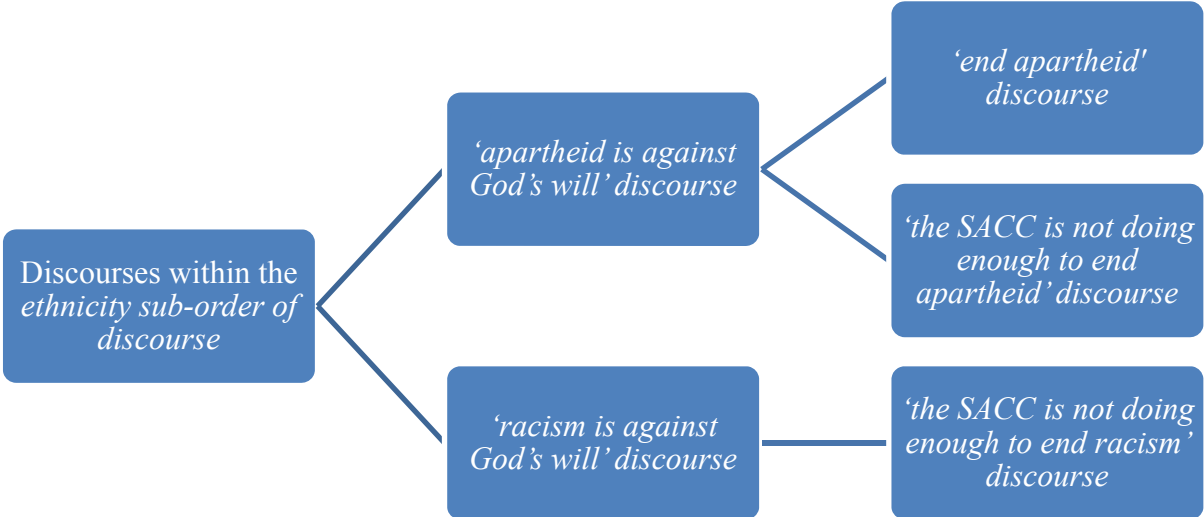 Discourses within the
ethnicity sub-order of
discourse
‘apartheid is against
God’s will’ discourse
‘racism is against
God’s will’ discourse
‘end apartheid'
discourse
‘the SACC is not doing
enough to end
apartheid’ discourse
‘the SACC is not doing
enough to end racism’
discourse